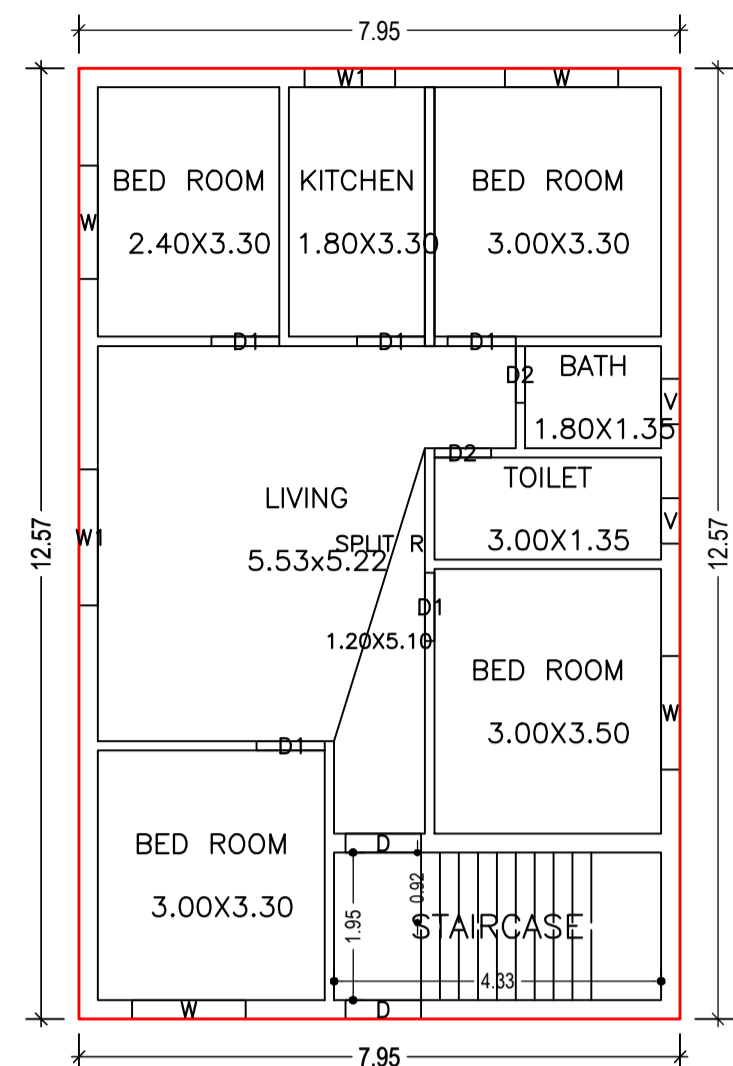 7.95
W1
W
BED ROOM
2.40X3.30
KITCHEN
1.80X3.30
BED ROOM
3.00X3.30
W
D1
D1
D1
D2
BATH
1.80X1.35
V
D2
TOILET
3.00X1.35
V
LIVING
5.53x5.22
SPLIT R
1.20X5.10
W1
12.57
12.57
D1
BED ROOM
3.00X3.50
W
D1
BED ROOM
3.00X3.30
D
0.92
1.95
STAIRCASE
4.33
W
D
7.95